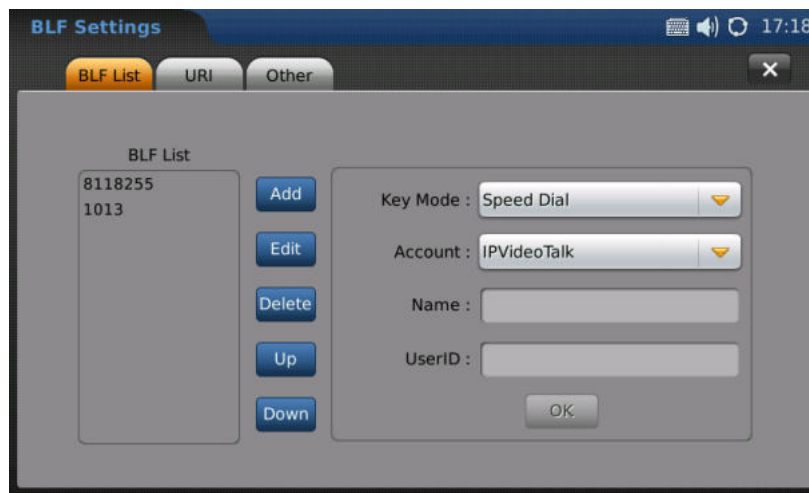 BLF Settings
17:18
BLF List URI Other
BLF List
8118255
1013
Add
Edit
Delete
Up
Down
Key Mode : Speed Dial
Account : IPVideoTalk
Name :
UserID :
OK